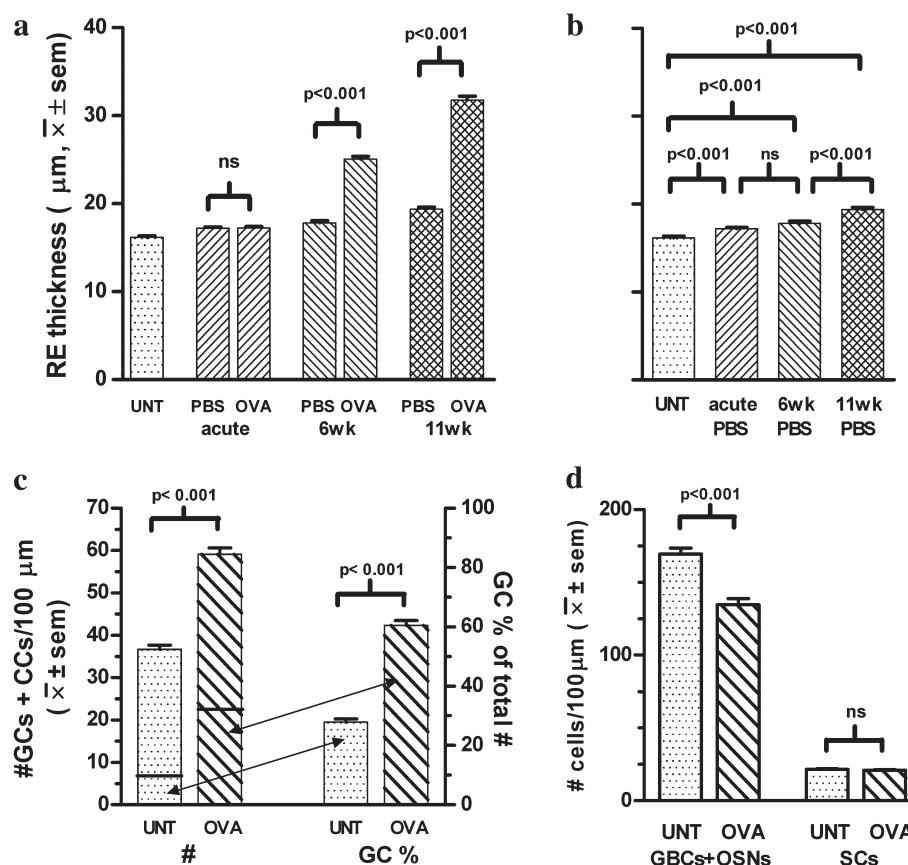 a
RE thickness ( μm, x̄ ± sem)
40
30
20
10
0
ns
p<0.001
p<0.001
UNT
PBS OVA
acute
PBS OVA
6wk
PBS OVA
11wk
b
p<0.001
p<0.001
p<0.001
ns
p<0.001
UNT
acute
PBS
6wk
PBS
11wk
PBS
c
#GCs + CCs/100 μm
( x̄ ± sem)
70
60
50
40
30
20
10
0
p< 0.001
p< 0.001
100
80
60
40
20
0
GC % of total #
UNT OVA
#
UNT OVA
GC %
d
# cells/100μm ( x̄ ± sem)
200
100
0
p<0.001
ns
UNT OVA
GBCs+OSNs
UNT OVA
SCs